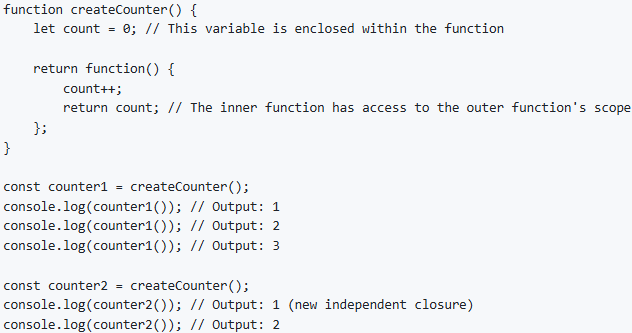 function createCounter() {
    let count = 0; // This variable is enclosed within the function

    return function() {
        count++;
        return count; // The inner function has access to the outer function's scope
    };
}

const counter1 = createCounter();
console.log(counter1()); // Output: 1
console.log(counter1()); // Output: 2
console.log(counter1()); // Output: 3

const counter2 = createCounter();
console.log(counter2()); // Output: 1 (new independent closure)
console.log(counter2()); // Output: 2